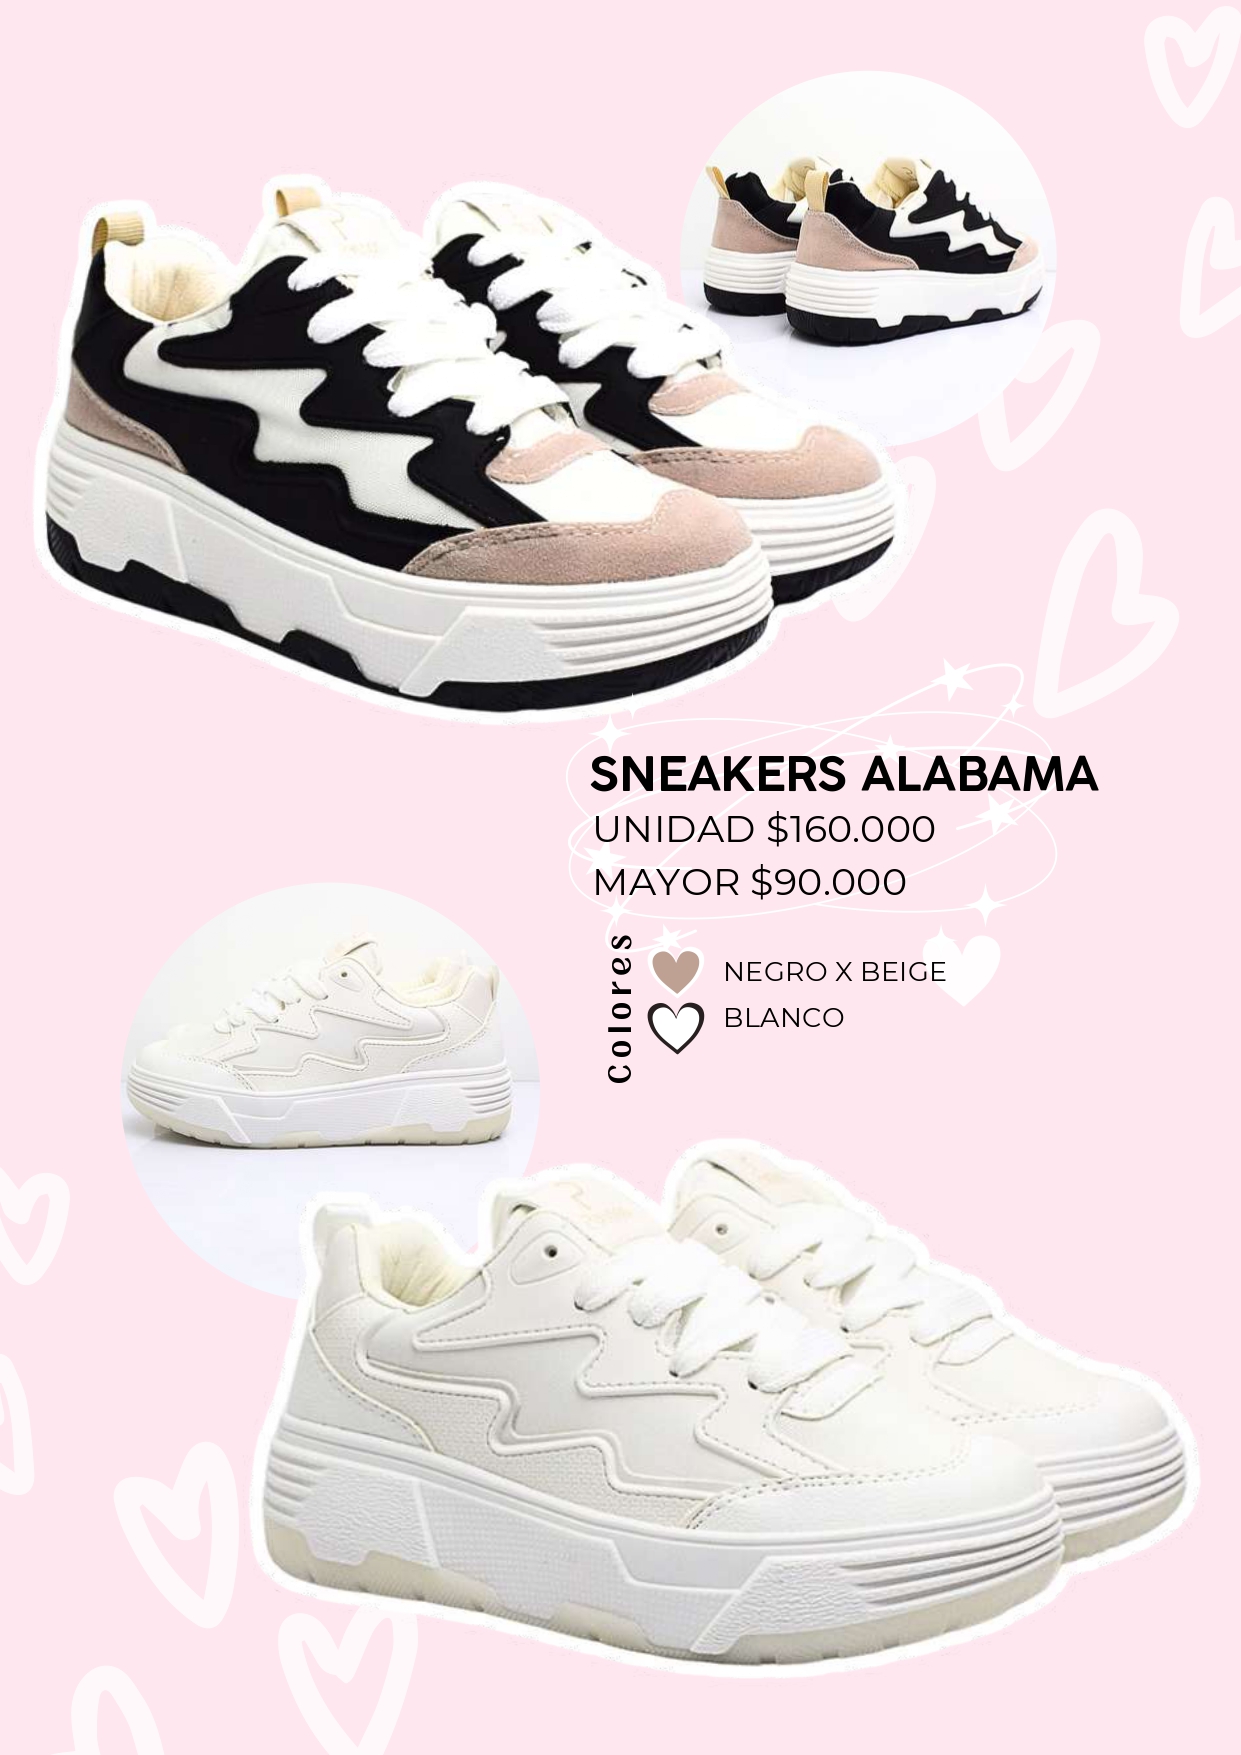 SNEAKERS ALABAMA
UNIDAD $160.000
MAYOR $90.000
Colores
NEGRO X BEIGE
BLANCO